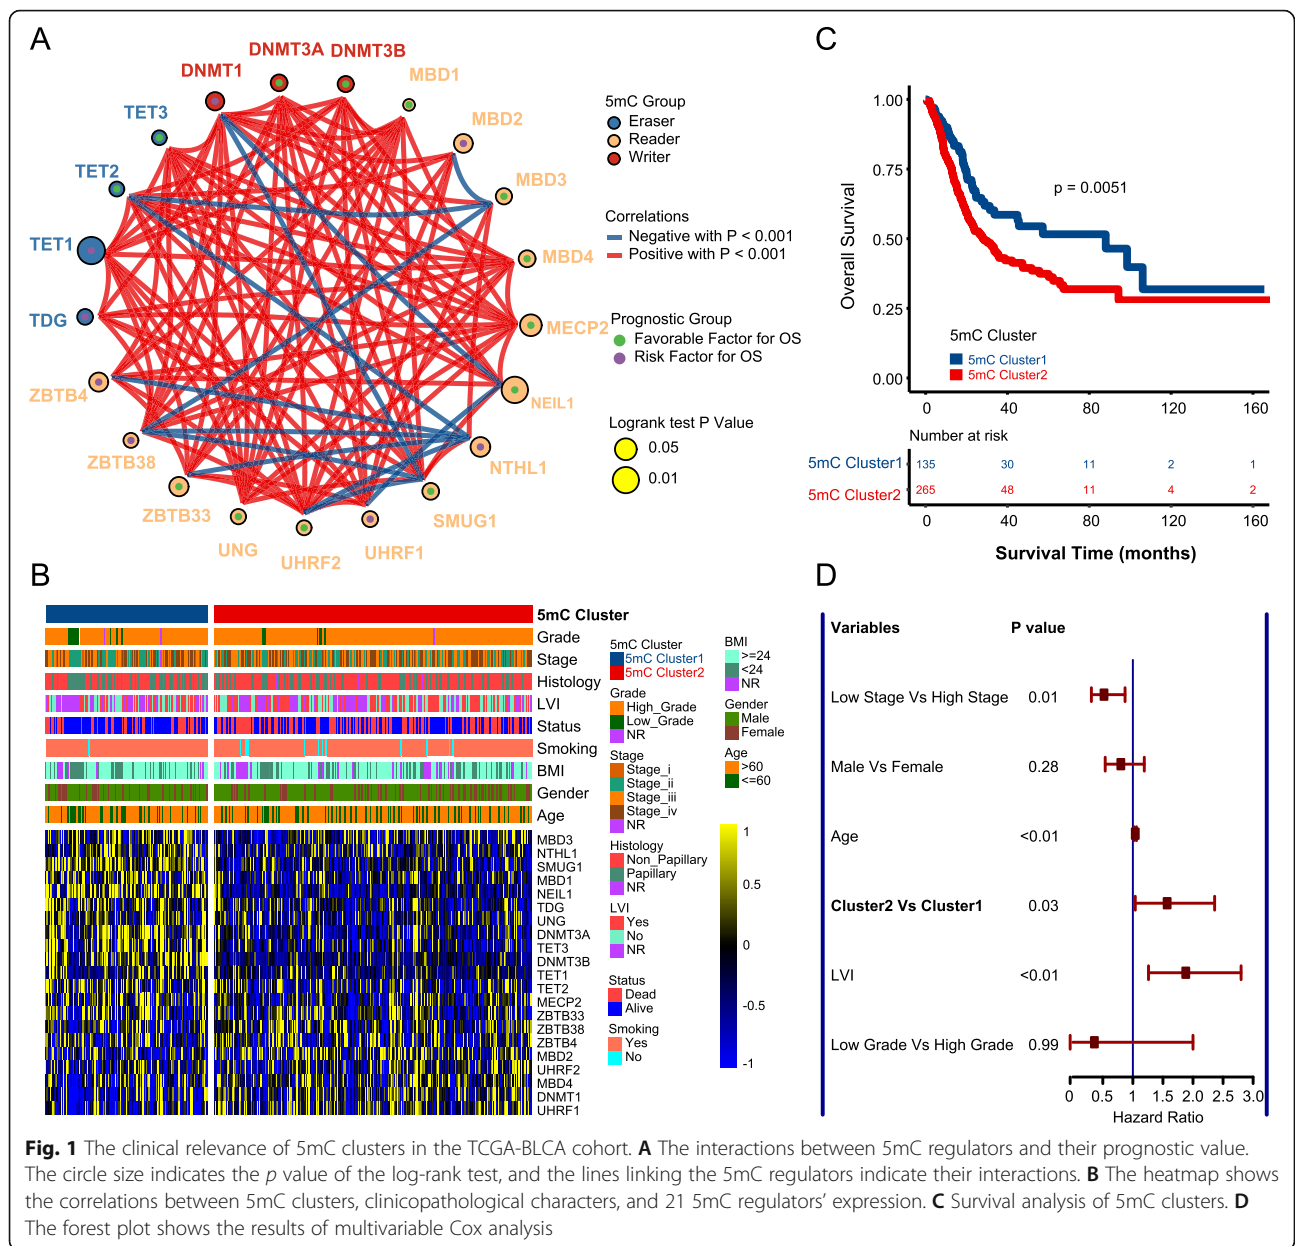 A
DNMT3A
DNMT3B
DNMT1
MBD1
TET3
MBD2
TET2
MBD3
TET1
MBD4
TDG
MECP2
ZBTB4
NEIL1
ZBTB38
NTHL1
ZBTB33
SMUG1
UNG
UHRF2
UHRF1
5mC Group
Eraser
Reader
Writer
Correlations
Negative with P < 0.001
Positive with P < 0.001
Prognostic Group
Favorable Factor for OS
Risk Factor for OS
Logrank test P Value
0.05
0.01
C
Overall Survival
1.00
0.75
0.50
0.25
0.00
p = 0.0051
5mC Cluster
5mC Cluster1
5mC Cluster2
0 40 80 120 160
Number at risk
5mC Cluster1 135 30 11 2 1
5mC Cluster2 265 48 11 4 2
0 40 80 120 160
Survival Time (months)
B
5mC Cluster
Grade
Stage
Histology
LVI
Status
Smoking
BMI
Gender
Age
MBD3
NTHL1
SMUG1
MBD1
NEIL1
TDG
UNG
DNMT3A
TET3
DNMT3B
TET1
TET2
MECP2
ZBTB33
ZBTB38
ZBTB4
MBD2
UHRF2
MBD4
DNMT1
UHRF1
5mC Cluster
5mC Cluster1
5mC Cluster2
Grade
High_Grade
Low_Grade
NR
Stage
Stage_i
Stage_ii
Stage_iii
Stage_iv
NR
Histology
Non_Papillary
Papillary
NR
LVI
Yes
No
NR
Status
Dead
Alive
Smoking
Yes
No
BMI
>=24
<24
NR
Gender
Male
Female
Age
>60
<=60
1
0.5
0
-0.5
-1
D
Variables P value
Low Stage Vs High Stage 0.01
Male Vs Female 0.28
Age <0.01
Cluster2 Vs Cluster1 0.03
LVI <0.01
Low Grade Vs High Grade 0.99
0 0.5 1 1.5 2.0 2.5 3.0
Hazard Ratio
Fig. 1 The clinical relevance of 5mC clusters in the TCGA-BLCA cohort. A The interactions between 5mC regulators and their prognostic value.
The circle size indicates the p value of the log-rank test, and the lines linking the 5mC regulators indicate their interactions. B The heatmap shows
the correlations between 5mC clusters, clinicopathological characters, and 21 5mC regulators’ expression. C Survival analysis of 5mC clusters. D
The forest plot shows the results of multivariable Cox analysis